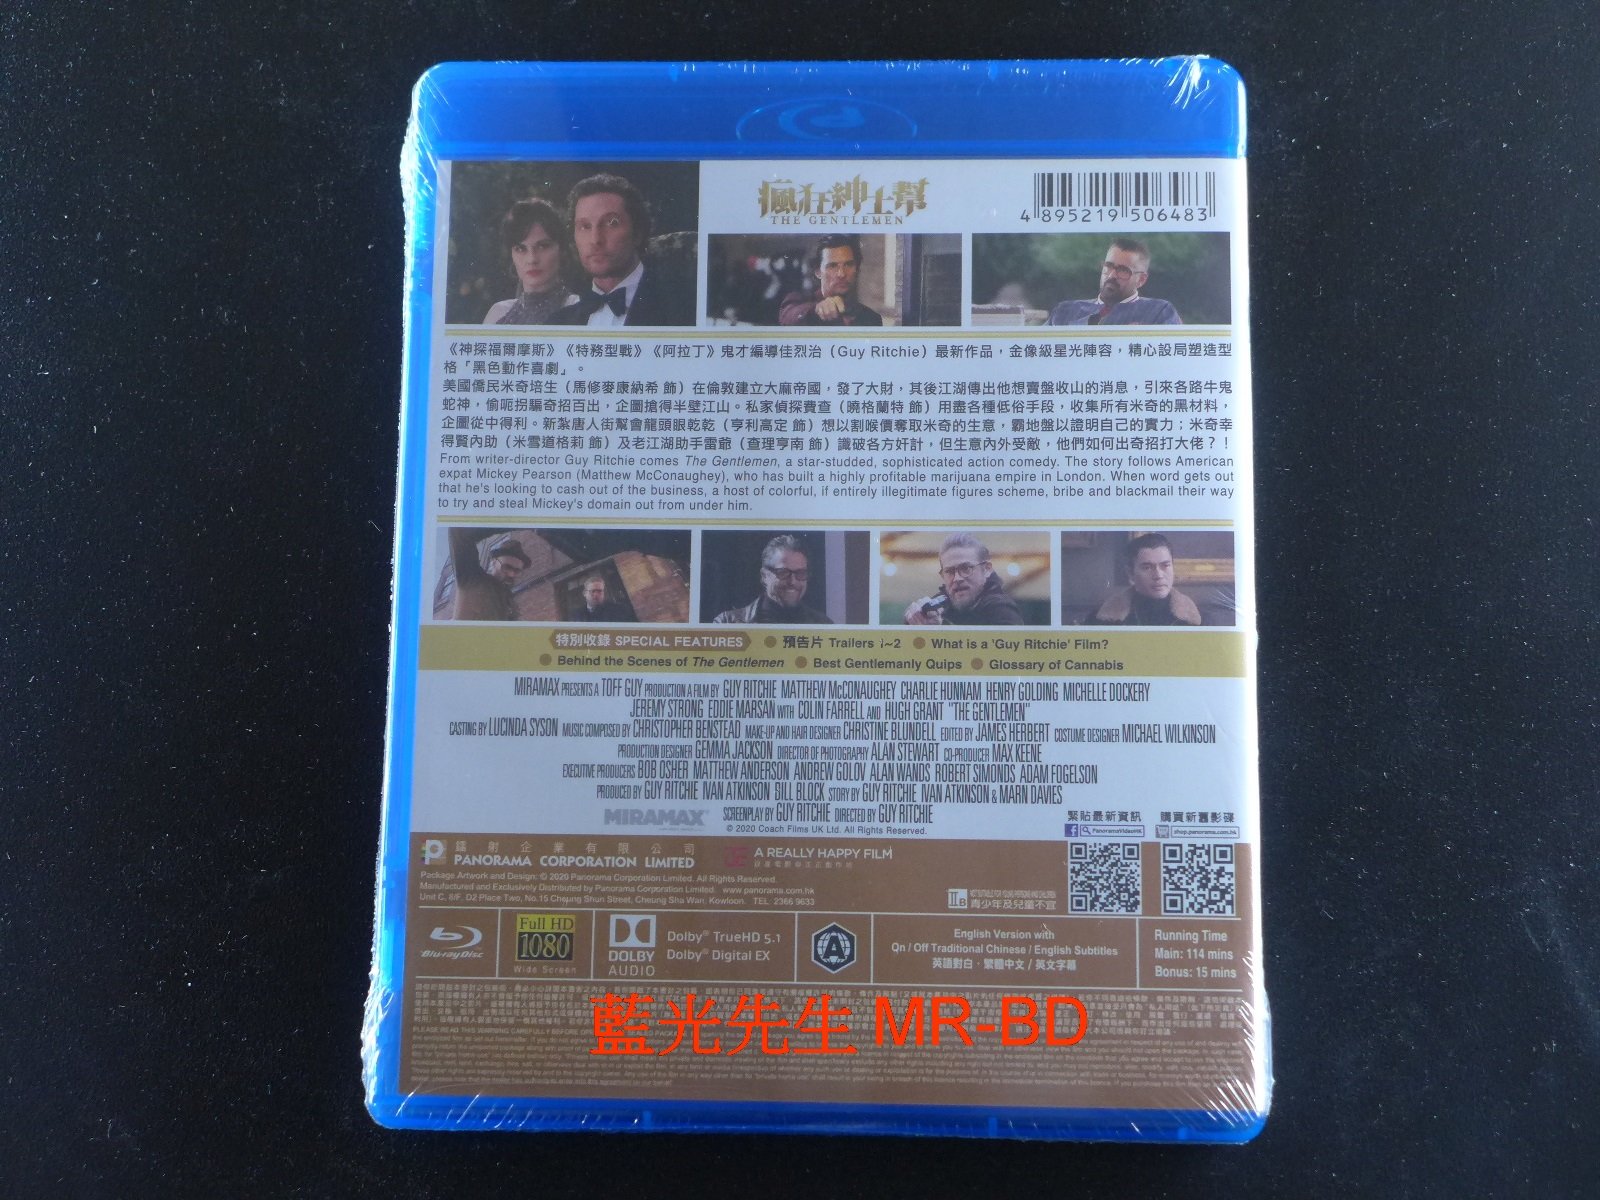 瘋狂紳士幫
THE GENTLEMEN
4 895219 506483
《神探福爾摩斯》《特務型戰》《阿拉丁》鬼才編導佳烈治（Guy Ritchie）最新作品，金像級星光陣容，精心設局塑造型
格「黑色動作喜劇」。
美國僑民米奇培生（馬修麥康納希 飾）在倫敦建立大麻帝國，發了大財，其後江湖傳出他想賣盤收山的消息，引來各路牛鬼
蛇神，偷呃拐騙奇招百出，企圖搶得半壁江山。私家偵探費查（曉格蘭特 飾）用盡各種低俗手段，收集所有米奇的黑材料，
企圖從中得利。新紮唐人街幫會龍頭眼乾乾（亨利高定 飾）想以割喉價奪取米奇的生意，霸地盤以證明自己的實力；米奇幸
得賢內助（米雪道格莉 飾）及老江湖助手雷爺（查理亨南 飾）識破各方奸計，但生意內外受敵，他們如何出奇招打大佬？！
From writer-director Guy Ritchie comes The Gentlemen, a star-studded, sophisticated action comedy. The story follows American
expat Mickey Pearson (Matthew McConaughey), who has built a highly profitable marijuana empire in London. When word gets out
that he's looking to cash out of the business, a host of colorful, if entirely illegitimate figures scheme, bribe and blackmail their way
to try and steal Mickey's domain out from under him.
特別收錄 SPECIAL FEATURES ● 預告片 Trailers 1~2 ● What is a 'Guy Ritchie' Film?
● Behind the Scenes of The Gentlemen ● Best Gentlemanly Quips ● Glossary of Cannabis
MIRAMAX PRESENTS A TOFF GUY PRODUCTION A FILM BY GUY RITCHIE MATTHEW McCONAUGHEY CHARLIE HUNNAM HENRY GOLDING MICHELLE DOCKERY
JEREMY STRONG EDDIE MARSAN WITH COLIN FARRELL AND HUGH GRANT "THE GENTLEMEN"
CASTING BY LUCINDA SYSON MUSIC COMPOSED BY CHRISTOPHER BENSTEAD MAKE-UP AND HAIR DESIGNER CHRISTINE BLUNDELL EDITED BY JAMES HERBERT COSTUME DESIGNER MICHAEL WILKINSON
PRODUCTION DESIGNER GEMMA JACKSON DIRECTOR OF PHOTOGRAPHY ALAN STEWART CO-PRODUCER MAX KEENE
EXECUTIVE PRODUCERS BOB OSHER MATTHEW ANDERSON ANDREW GOLOV ALAN WANDS ROBERT SIMONDS ADAM FOGELSON
PRODUCED BY GUY RITCHIE IVAN ATKINSON BILL BLOCK STORY BY GUY RITCHIE IVAN ATKINSON & MARN DAVIES
MIRAMAX SCREENPLAY BY GUY RITCHIE DIRECTED BY GUY RITCHIE
© 2020 Coach Films UK Ltd. All Rights Reserved.
緊貼最新資訊 購買新舊影碟
PanoramaVideoHK shop.panorama.com.hk
鐳射企業有限公司
PANORAMA CORPORATION LIMITED
A REALLY HAPPY FILM
Package Artwork and Design: © 2020 Panorama Corporation Limited. All Rights Reserved.
Manufactured and Exclusively Distributed by Panorama Corporation Limited. www.panorama.com.hk
Unit C, 8/F. D2 Place Two, No.15 Cheung Shun Street, Cheung Sha Wan, Kowloon. TEL 2366 9633
IIB NOT SUITABLE FOR YOUNG PERSONS AND CHILDREN
青少年及兒童不宜
Blu-ray Disc
Full HD
1080
Wide Screen
DOLBY
AUDIO
Dolby® TrueHD 5.1
Dolby® Digital EX
A
English Version with
On / Off Traditional Chinese / English Subtitles
英語對白．繁體中文 / 英文字幕
Running Time
Main: 114 mins
Bonus: 15 mins
藍光先生 MR-BD